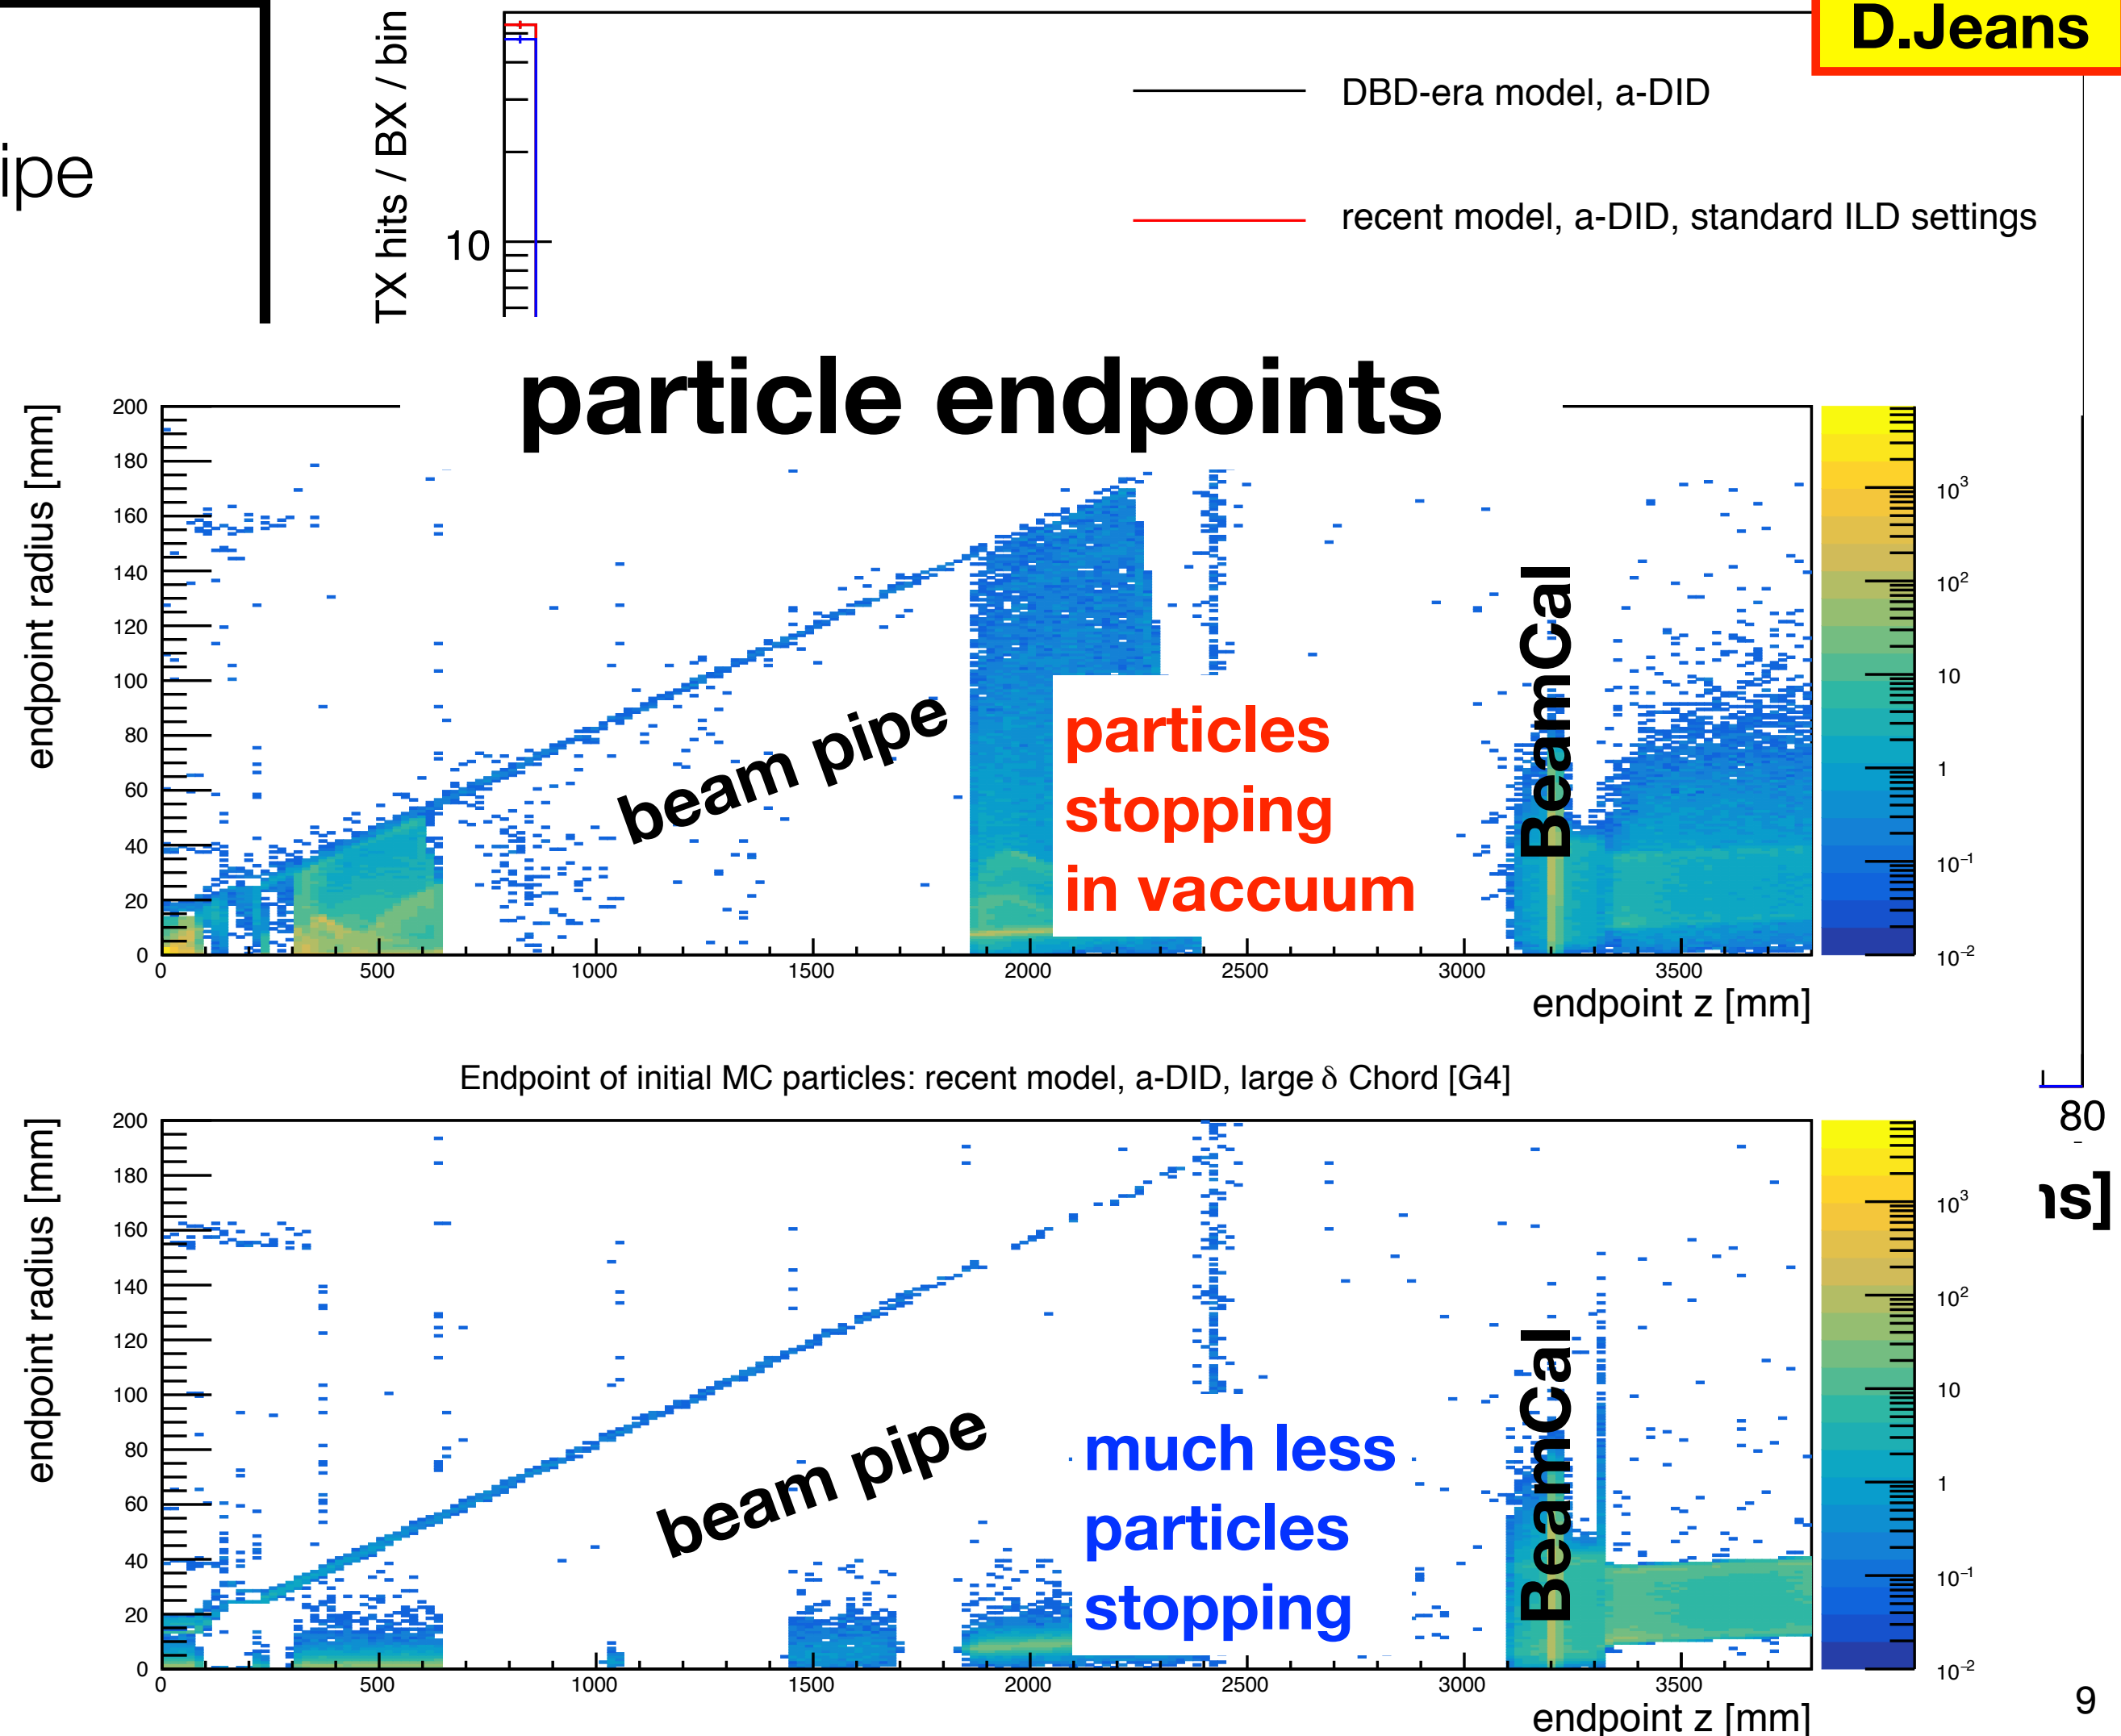 D.Jeans
ipe
TX hits / BX / bin
10
DBD-era model, a-DID
recent model, a-DID, standard ILD settings
particle endpoints
endpoint radius [mm]
200
180
160
140
120
100
80
60
40
20
0
0 500 1000 1500 2000 2500 3000 3500
endpoint z [mm]
beam pipe
particles
stopping
in vaccuum
BeamCal
10³
10²
10
1
10⁻¹
10⁻²
Endpoint of initial MC particles: recent model, a-DID, large δ Chord [G4]
80
ns]
endpoint radius [mm]
200
180
160
140
120
100
80
60
40
20
0
0 500 1000 1500 2000 2500 3000 3500
endpoint z [mm]
beam pipe
much less
particles
stopping
BeamCal
10³
10²
10
1
10⁻¹
10⁻²
9